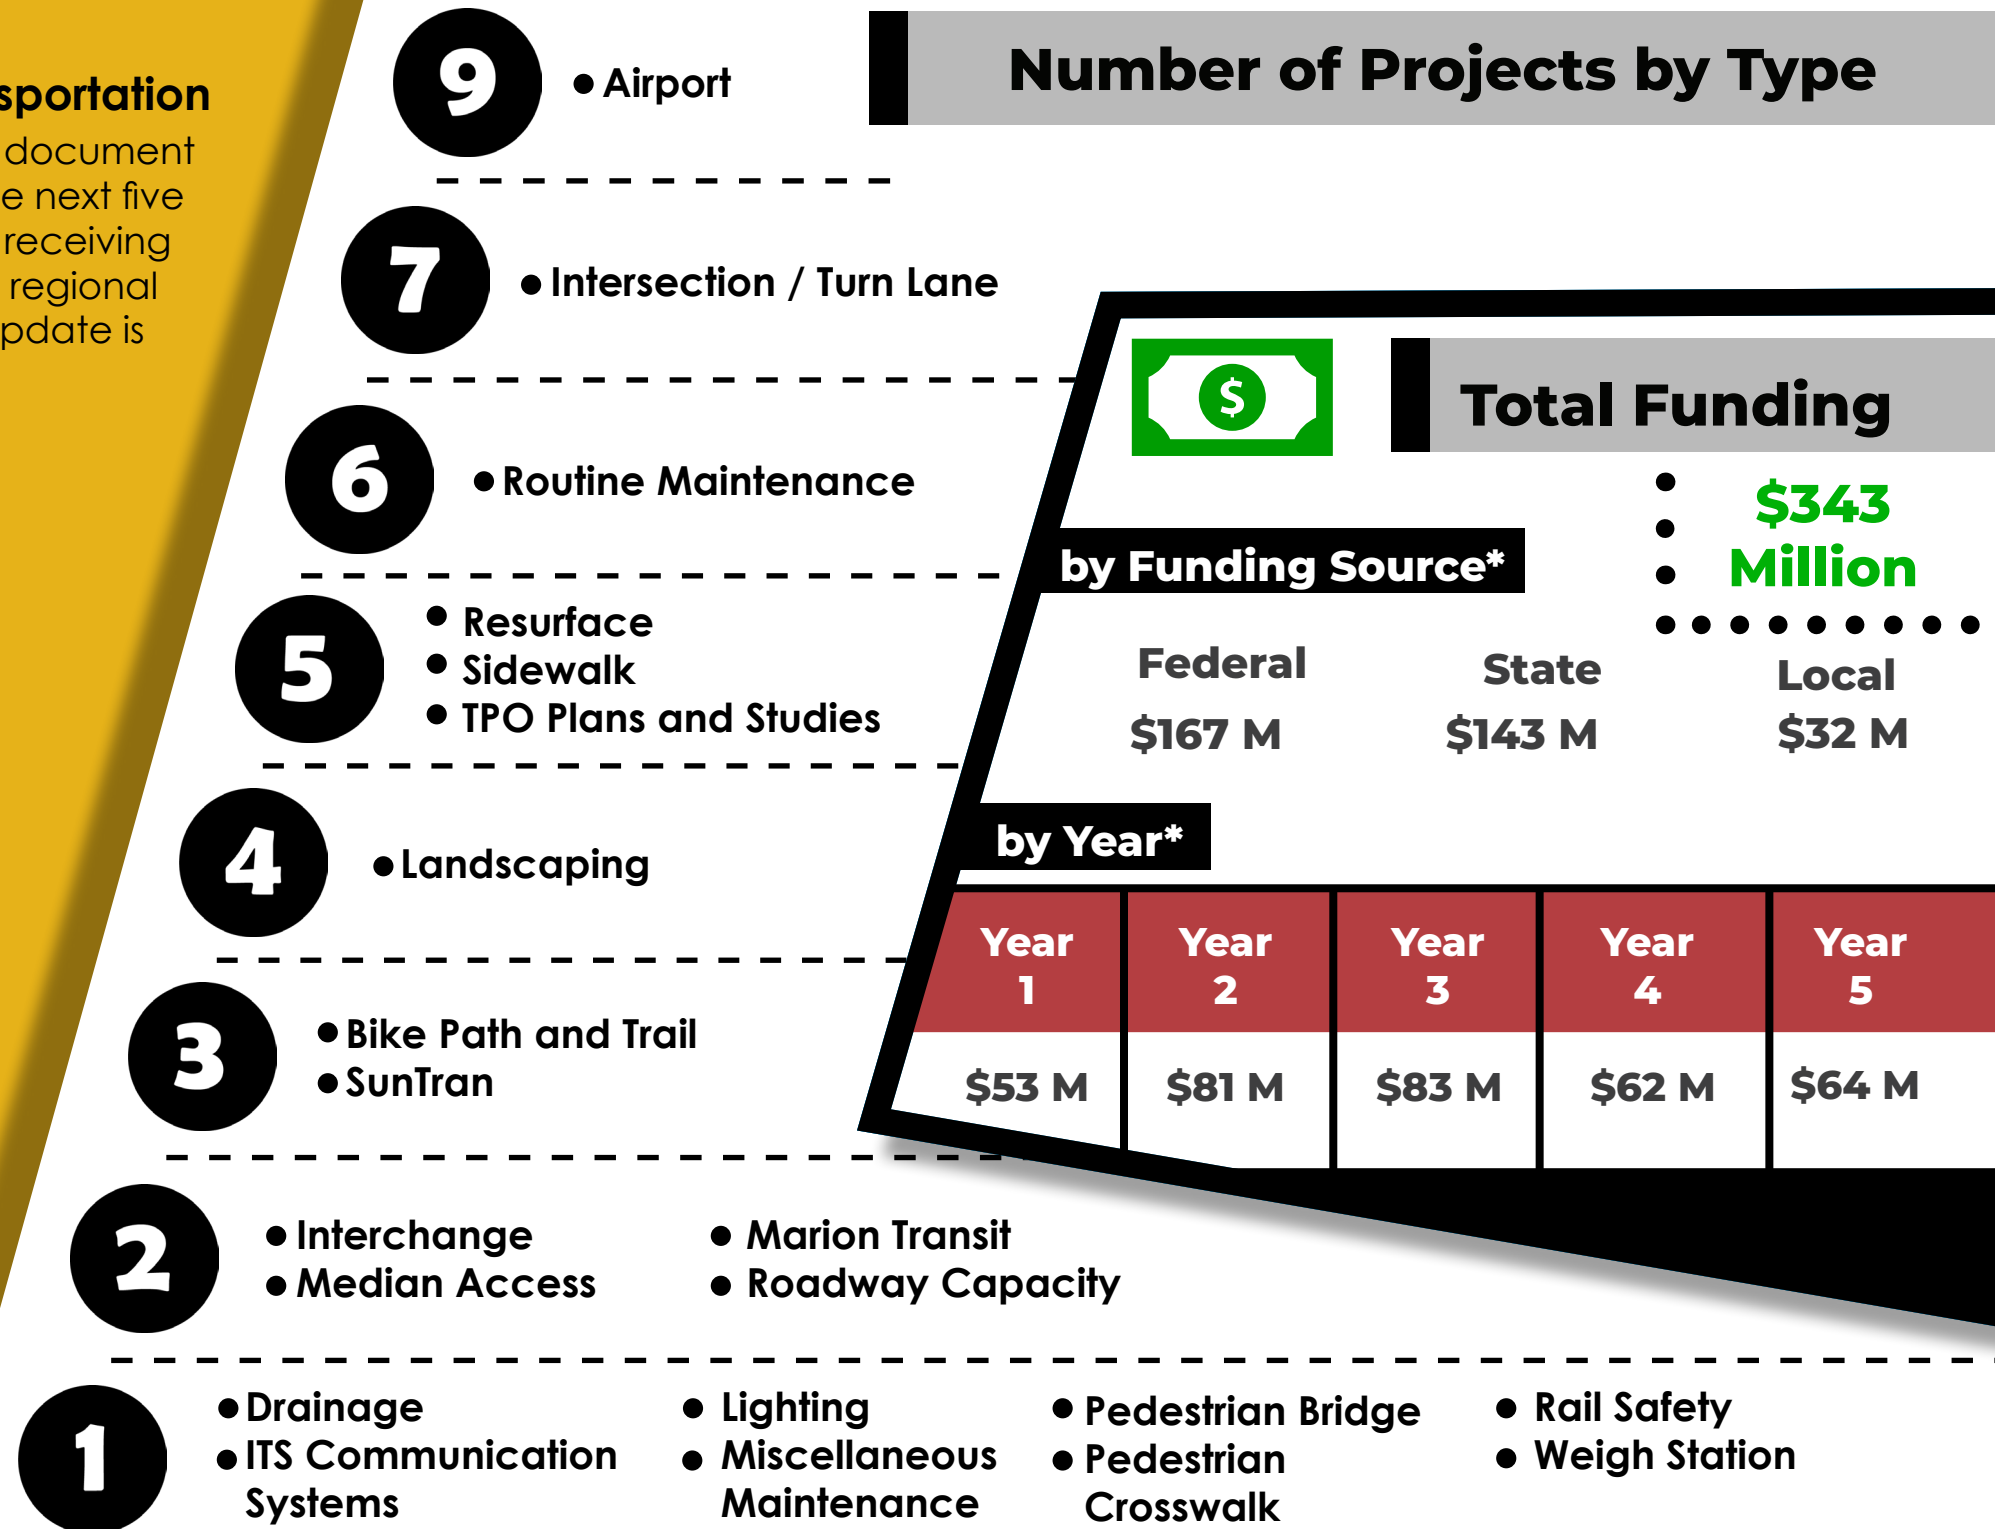 sportation
document
e next five
receiving
regional
pdate is
Number of Projects by Type
9
• Airport
7
• Intersection / Turn Lane
6
• Routine Maintenance
5
• Resurface
• Sidewalk
• TPO Plans and Studies
4
• Landscaping
3
• Bike Path and Trail
• SunTran
2
• Interchange
• Median Access
• Marion Transit
• Roadway Capacity
1
• Drainage
• ITS Communication
Systems
• Lighting
• Miscellaneous
Maintenance
• Pedestrian Bridge
• Pedestrian
Crosswalk
• Rail Safety
• Weigh Station
$
Total Funding
$343
Million
by Funding Source*
Federal State Local
$167 M $143 M $32 M
by Year*
Year Year Year Year Year
1 2 3 4 5
$53 M $81 M $83 M $62 M $64 M